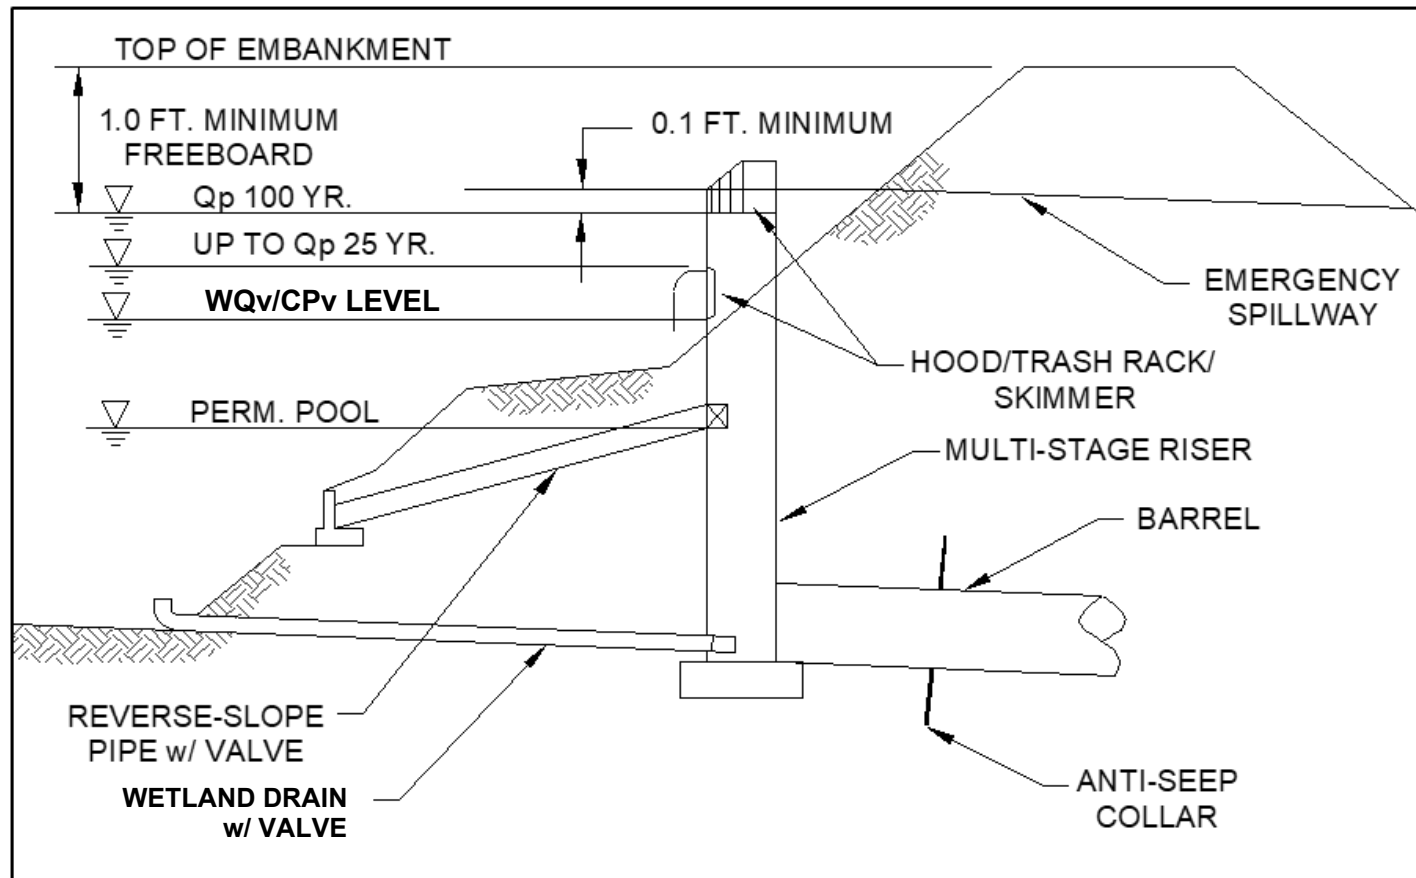 TOP OF EMBANKMENT
1.0 FT. MINIMUM
FREEBOARD
0.1 FT. MINIMUM
Qp 100 YR.
UP TO Qp 25 YR.
WQv/CPv LEVEL
EMERGENCY
SPILLWAY
HOOD/TRASH RACK/
SKIMMER
PERM. POOL
MULTI-STAGE RISER
BARREL
REVERSE-SLOPE
PIPE w/ VALVE
WETLAND DRAIN
w/ VALVE
ANTI-SEEP
COLLAR